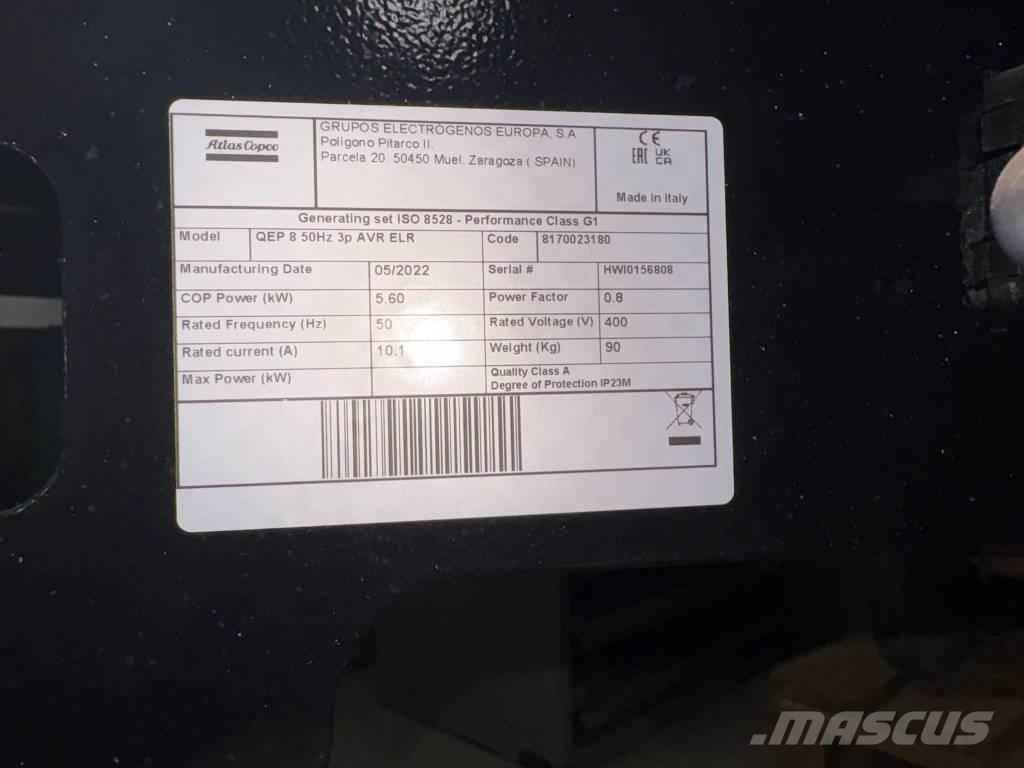 Atlas Copco
GRUPOS ELECTRÓGENOS EUROPA, S.A
Polígono Pitarco II.
Parcela 20. 50450 Muel. Zaragoza ( SPAIN)
CE
EAC UK CA
Made in Italy
Generating set ISO 8528 - Performance Class G1
Model QEP 8 50Hz 3p AVR ELR Code 8170023180
Manufacturing Date 05/2022 Serial # HWI0156808
COP Power (kW) 5.60 Power Factor 0.8
Rated Frequency (Hz) 50 Rated Voltage (V) 400
Rated current (A) 10.1 Weight (Kg) 90
Max Power (kW) Quality Class A
Degree of Protection IP23M
.MASCUS